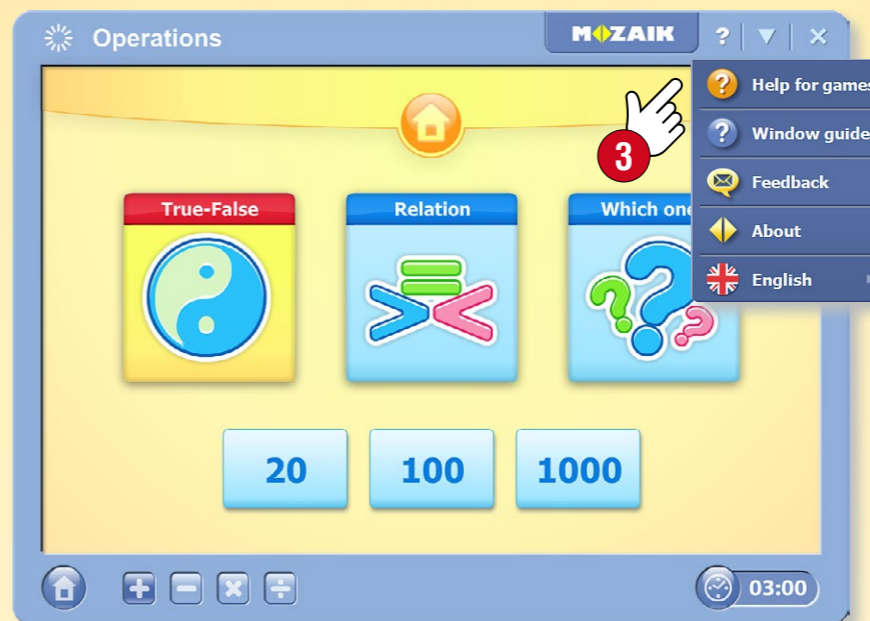 Operations
MOZAIK
?
Help for games
Window guide
Feedback
About
English
3
True-False
Relation
Which
20
100
1000
03:00